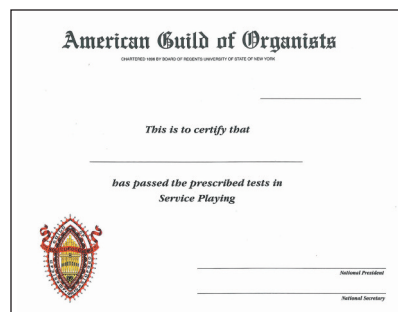 American Guild of Organists
CHARTERED 1896 BY BOARD OF REGENTS UNIVERSITY OF STATE OF NEW YORK
This is to certify that
has passed the prescribed tests in
Service Playing
National President
National Secretary